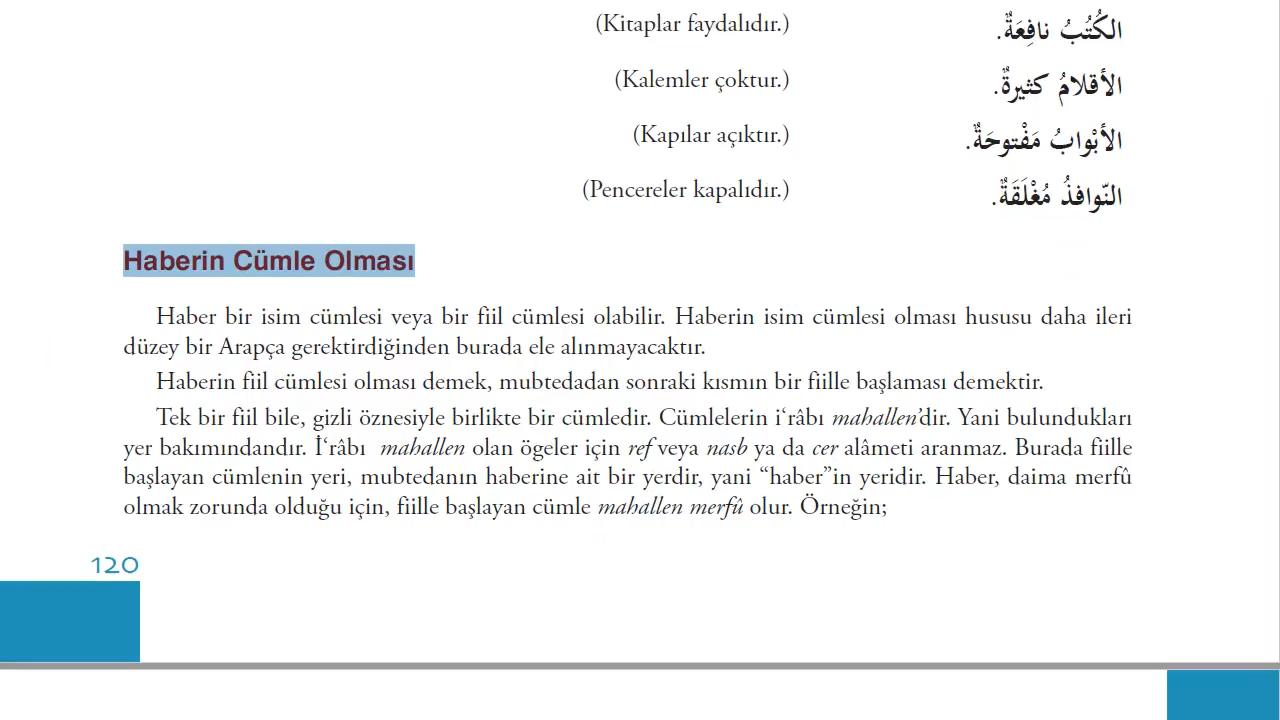 (Kitaplar faydalıdır.) الكُتُبُ نافِعَةٌ.
(Kalemler çoktur.) الأقلامُ كثيرةٌ.
(Kapılar açıktır.) الأبْوابُ مَفْتوحَةٌ.
(Pencereler kapalıdır.) النّوافذُ مُغْلَقَةٌ.
Haberin Cümle Olması
Haber bir isim cümlesi veya bir fiil cümlesi olabilir. Haberin isim cümlesi olması hususu daha ileri
düzey bir Arapça gerektirdiğinden burada ele alınmayacaktır.
Haberin fiil cümlesi olması demek, mubtedadan sonraki kısmın bir fiille başlaması demektir.
Tek bir fiil bile, gizli öznesiyle birlikte bir cümledir. Cümlelerin i‘râbı mahallen’dir. Yani bulundukları
yer bakımındandır. İ‘râbı mahallen olan ögeler için ref veya nasb ya da cer alâmeti aranmaz. Burada fiille
başlayan cümlenin yeri, mubtedanın haberine ait bir yerdir, yani “haber”in yeridir. Haber, daima merfû
olmak zorunda olduğu için, fiille başlayan cümle mahallen merfû olur. Örneğin;
120